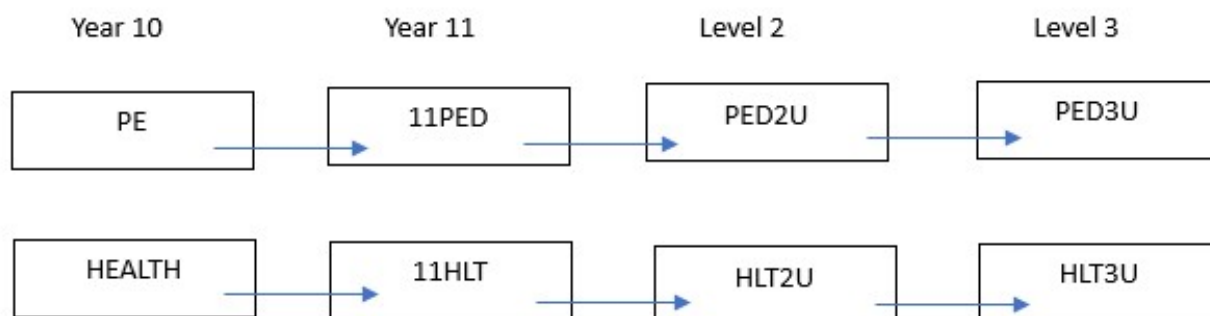 Year 10 Year 11 Level 2 Level 3
PE 11PED PED2U PED3U
HEALTH 11HLT HLT2U HLT3U